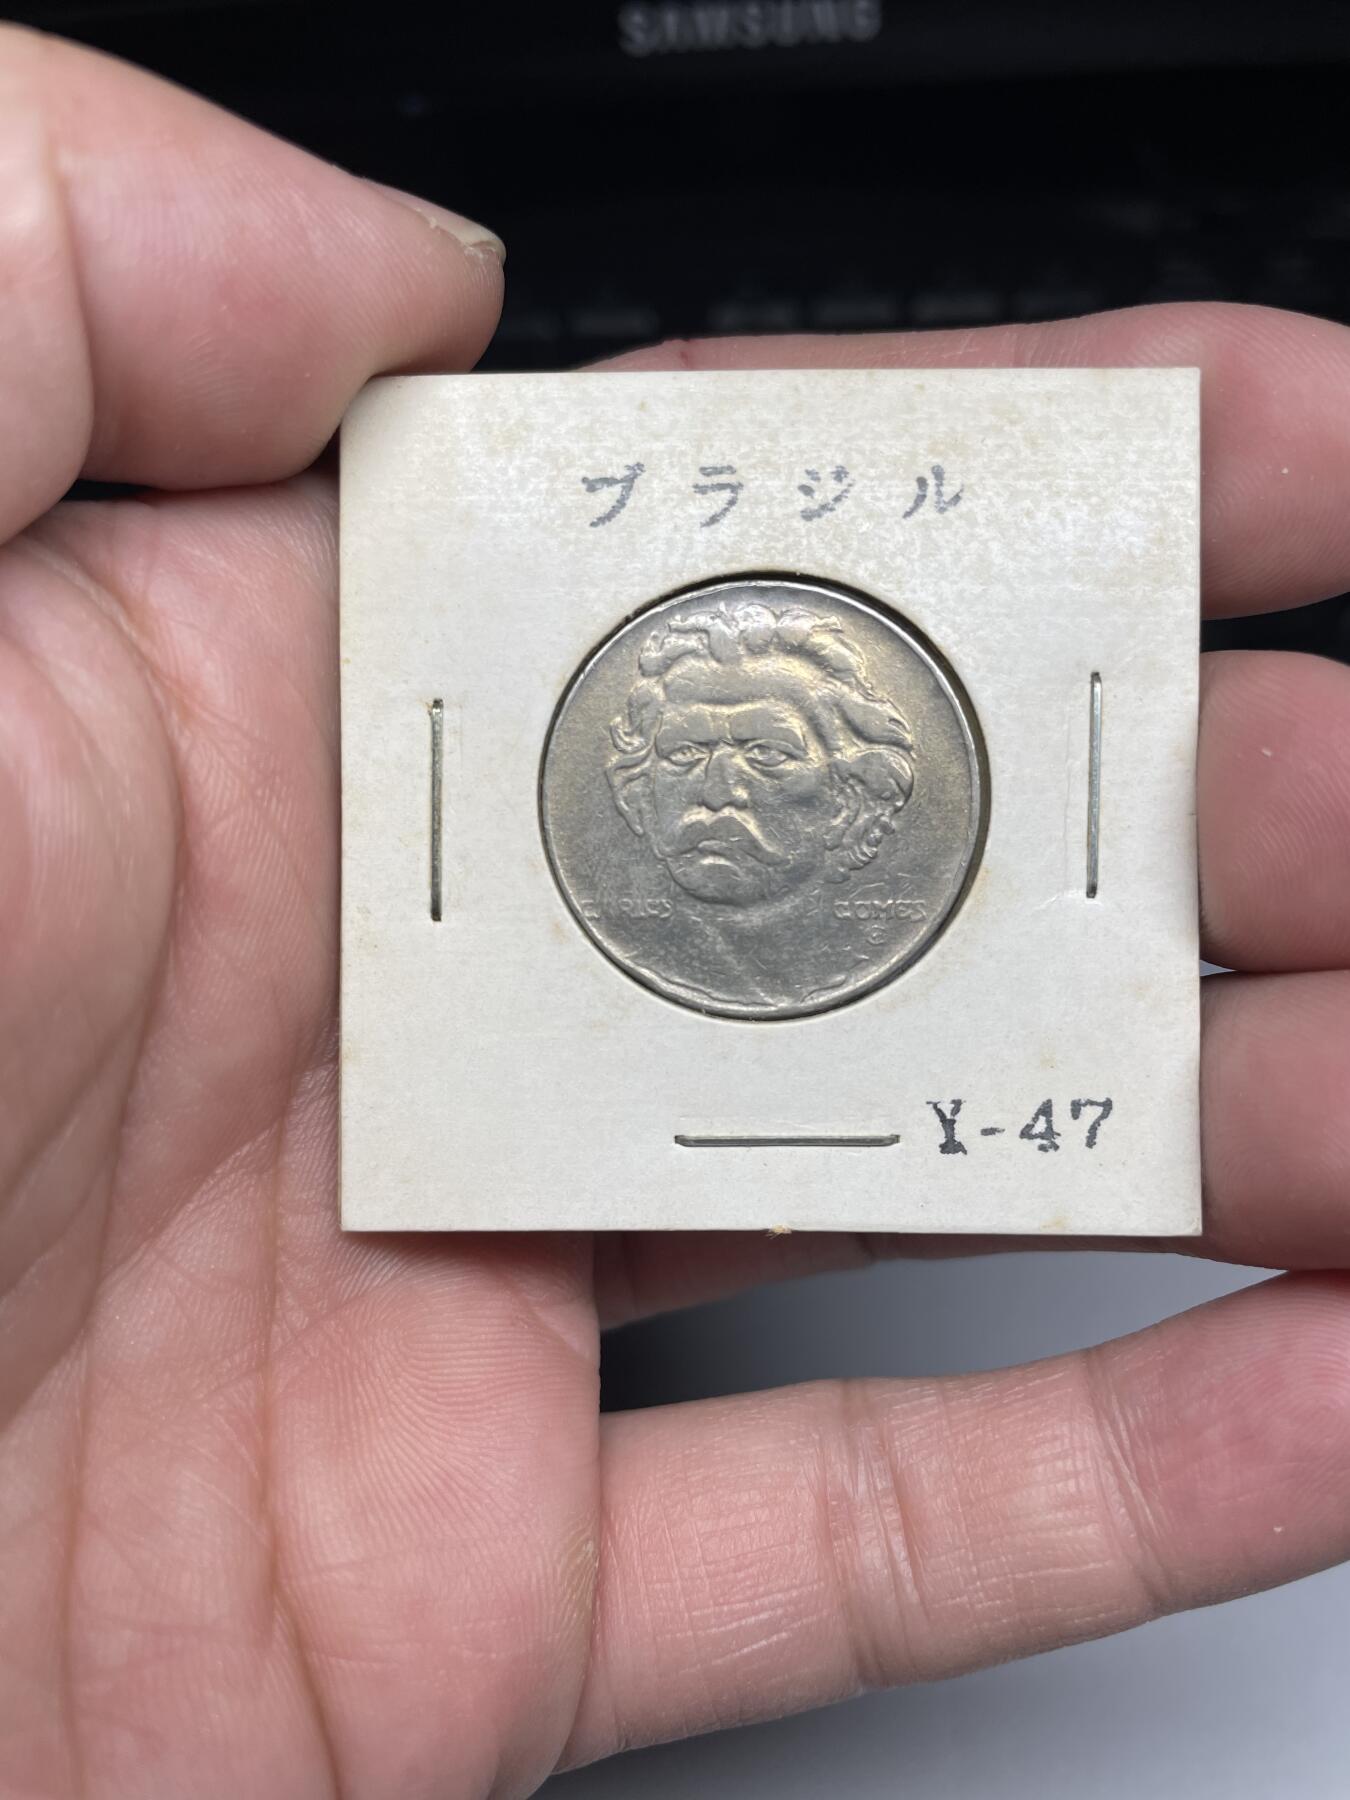 SAMSUNG
ブラジル
CARLOS GOMES
Y-47